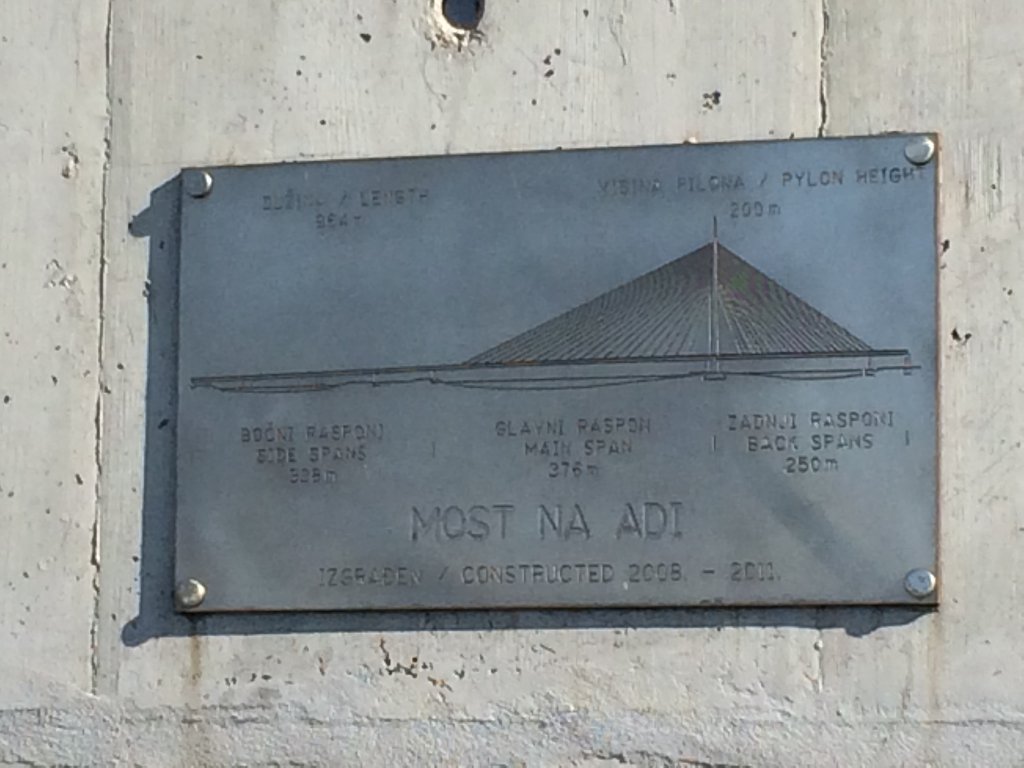 DUŽINA / LENGTH
964 m
VISINA PILONA / PYLON HEIGHT
200 m
BOČNI RASPONI
SIDE SPANS
338 m
GLAVNI RASPON
MAIN SPAN
376 m
ZADNJI RASPONI
BACK SPANS
250 m
MOST NA ADI
IZGRAĐEN / CONSTRUCTED 2008. - 2011.